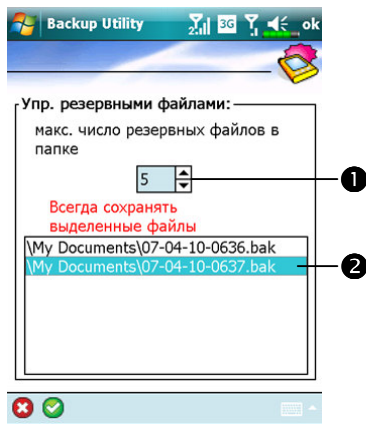 Backup Utility 3G ok
Упр. резервными файлами:
макс. число резервных файлов в
папке
5
1
Всегда сохранять
выделенные файлы
\My Documents\07-04-10-0636.bak
\My Documents\07-04-10-0637.bak
2